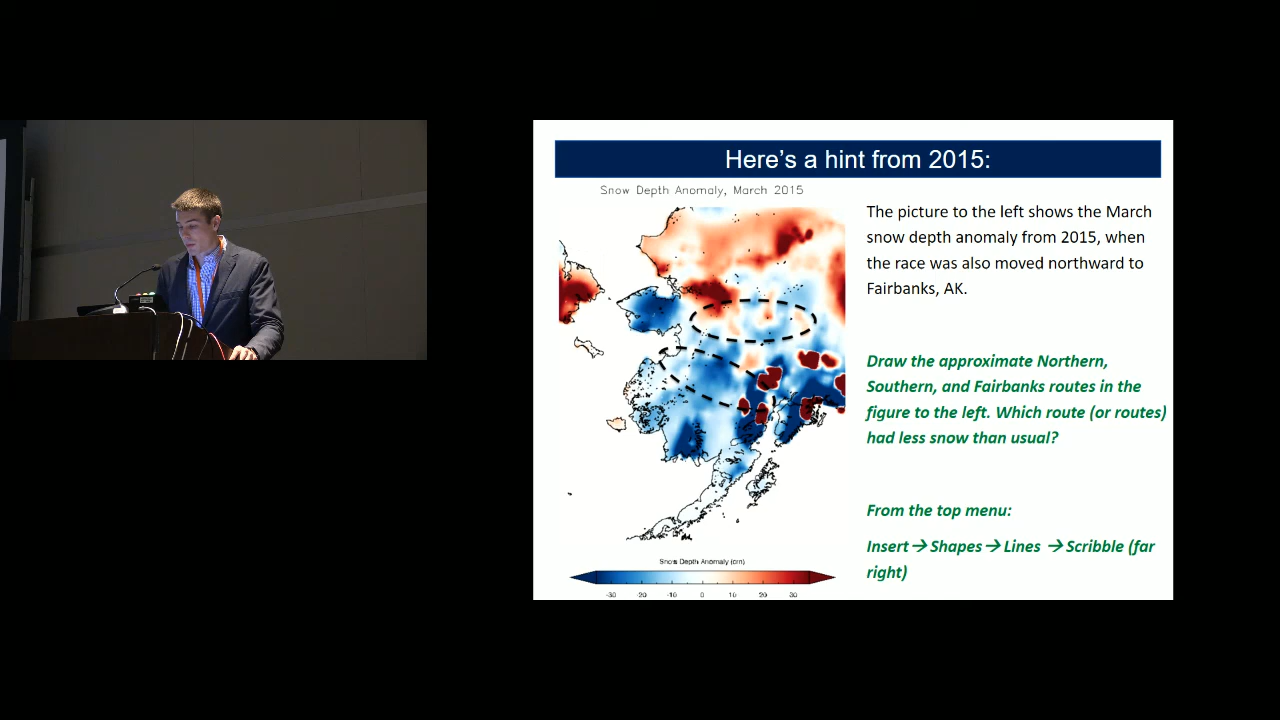 Here's a hint from 2015:
Snow Depth Anomaly, March 2015
The picture to the left shows the March
snow depth anomaly from 2015, when
the race was also moved northward to
Fairbanks, AK.
Draw the approximate Northern,
Southern, and Fairbanks routes in the
figure to the left. Which route (or routes)
had less snow than usual?
From the top menu:
Insert→Shapes→Lines →Scribble (far
right)
Snow Depth Anomaly (cm)
-30 -20 -10 0 10 20 30